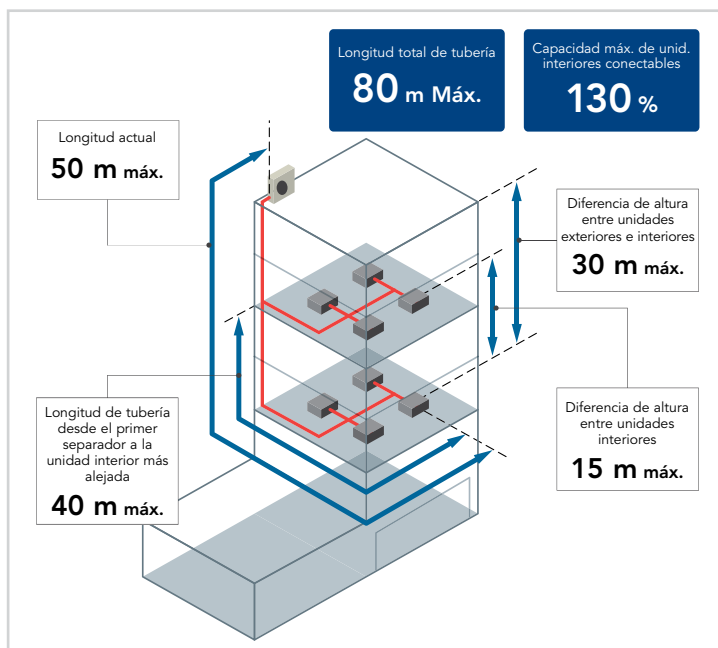 Longitud total de tubería
80 m Máx.
Capacidad máx. de unid.
interiores conectables
130 %
Longitud actual
50 m máx.
Diferencia de altura
entre unidades
exteriores e interiores
30 m máx.
Longitud de tubería
desde el primer
separador a la
unidad interior más
alejada
40 m máx.
Diferencia de altura
entre unidades
interiores
15 m máx.